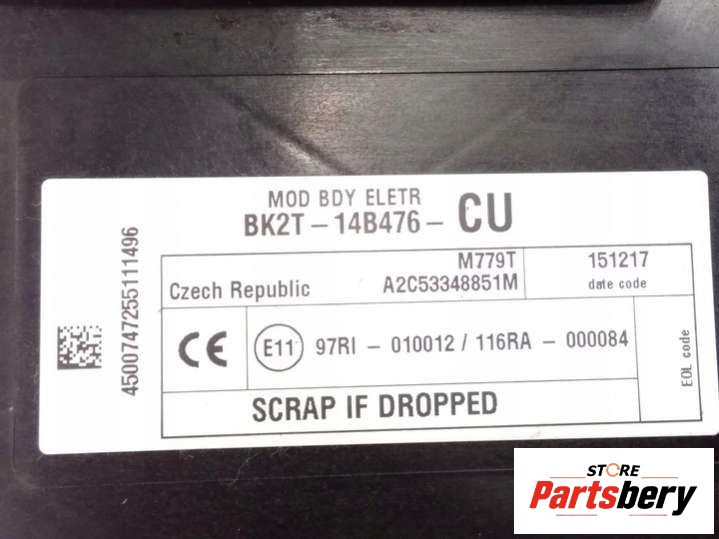 MOD BDY ELETR
BK2T – 14B476 – CU
4500747255111496
Czech Republic
M779T
A2C53348851M
151217
date code
CE
E11 97RI – 010012 / 116RA – 000084
EOL code
SCRAP IF DROPPED
STORE
Partsbery